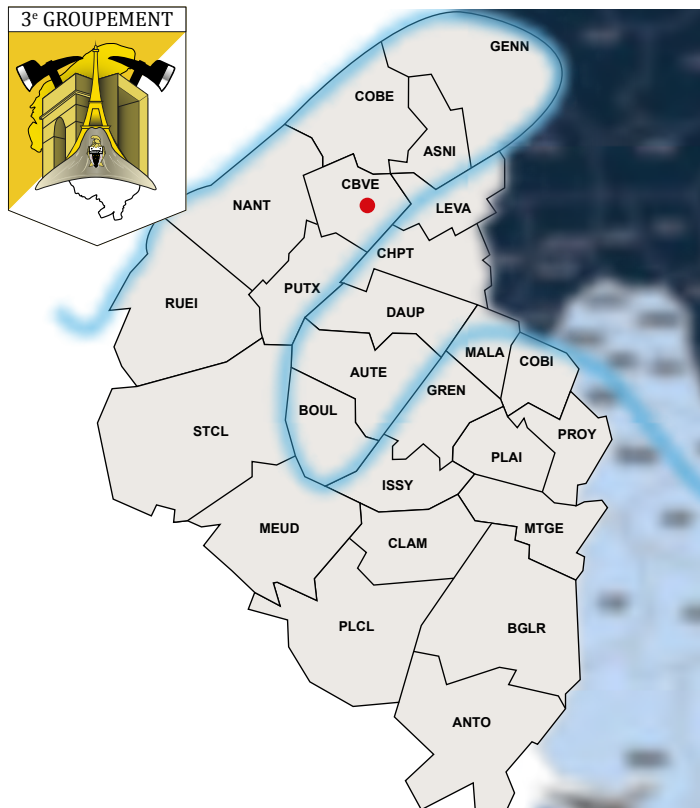 3e GROUPEMENT
GENN
COBE
ASNI
CBVE
NANT
LEVA
CHPT
PUTX
RUEI
DAUP
MALA
COBI
AUTE
GREN
BOUL
STCL
PROY
PLAI
ISSY
MEUD
MTGE
CLAM
PLCL
BGLR
ANTO